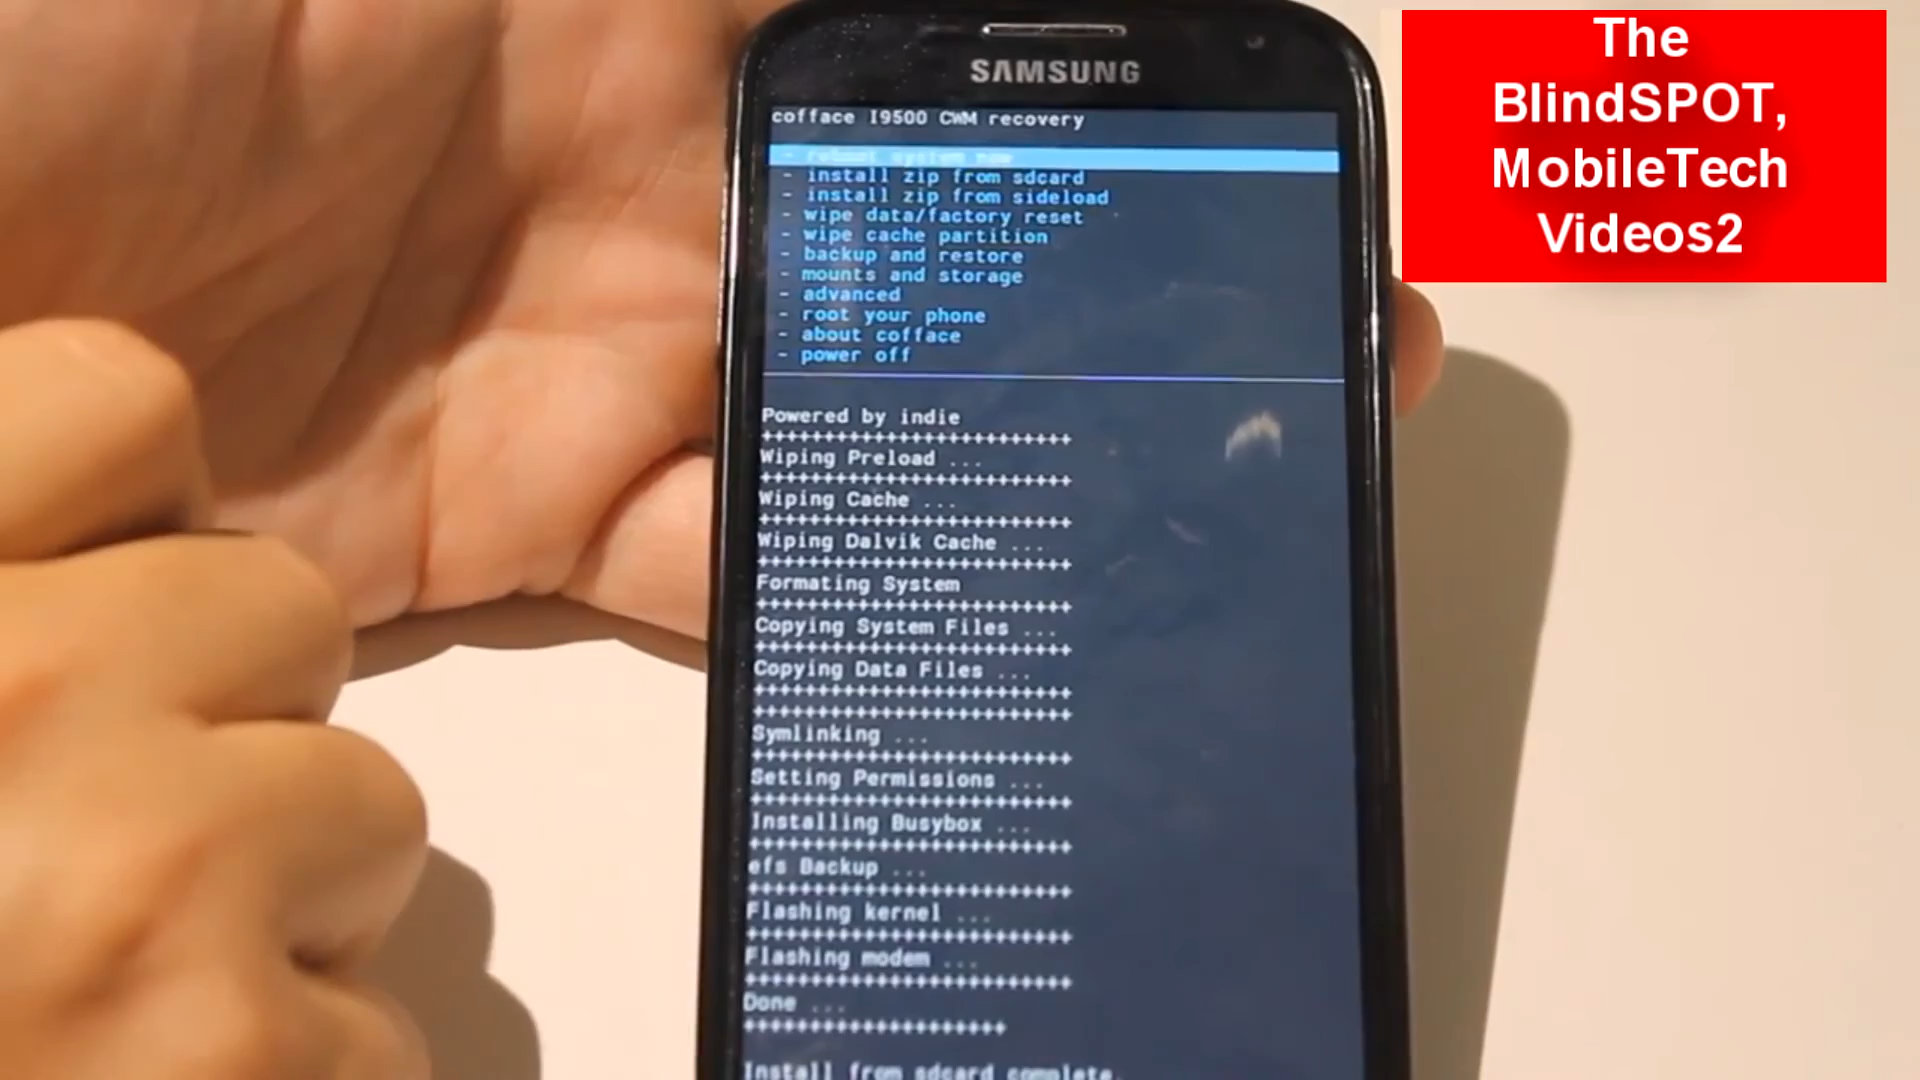 SAMSUNG
The
BlindSPOT,
MobileTech
Videos2
cofface I9500 CWM recovery
- reboot system now
- install zip from sdcard
- install zip from sideload
- wipe data/factory reset
- wipe cache partition
- backup and restore
- mounts and storage
- advanced
- root your phone
- about cofface
- power off
Powered by indie
++++++++++++++++++++++++
Wiping Preload ...
++++++++++++++++++++++++
Wiping Cache ...
++++++++++++++++++++++++
Wiping Dalvik Cache ...
++++++++++++++++++++++++
Formating System
++++++++++++++++++++++++
Copying System Files ...
++++++++++++++++++++++++
Copying Data Files ...
++++++++++++++++++++++++
++++++++++++++++++++++++
Symlinking ...
++++++++++++++++++++++++
Setting Permissions ...
++++++++++++++++++++++++
Installing Busybox ...
++++++++++++++++++++++++
efs Backup ...
++++++++++++++++++++++++
Flashing kernel ...
++++++++++++++++++++++++
Flashing modem ...
++++++++++++++++++++++++
Done ...
+++++++++++++++++++
Install from sdcard complete.